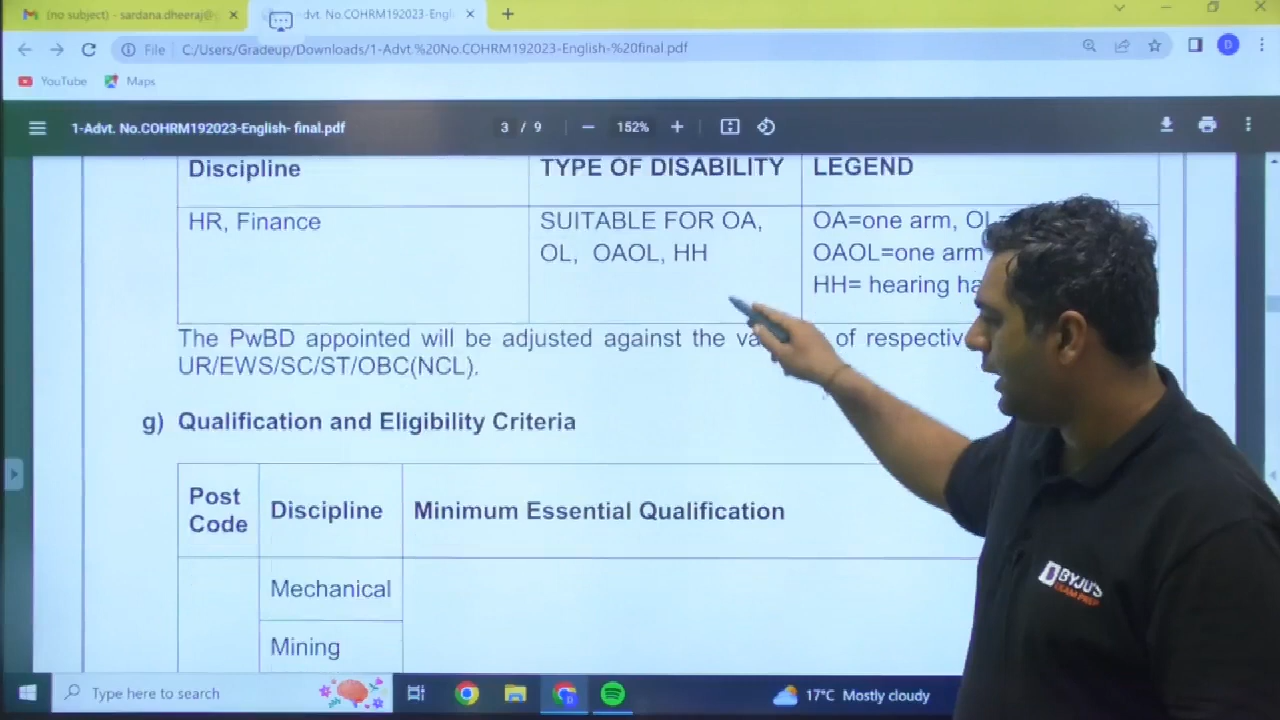 (no subject) - sardana.dheeraj@g
dvt. No.COHRM192023-Engl
File C:/Users/Gradeup/Downloads/1-Advt.%20No.COHRM192023-English-%20final.pdf
D
YouTube Maps
1-Advt. No.COHRM192023-English- final.pdf
3 / 9
152%
Discipline TYPE OF DISABILITY LEGEND
HR, Finance SUITABLE FOR OA, OA=one arm, OL
OL, OAOL, HH OAOL=one arm
HH= hearing ha
The PwBD appointed will be adjusted against the va of respective
UR/EWS/SC/ST/OBC(NCL).
g) Qualification and Eligibility Criteria
Post
Code
Discipline
Minimum Essential Qualification
Mechanical
Mining
BYJU'S
EXAM PREP
Type here to search
17°C Mostly cloudy